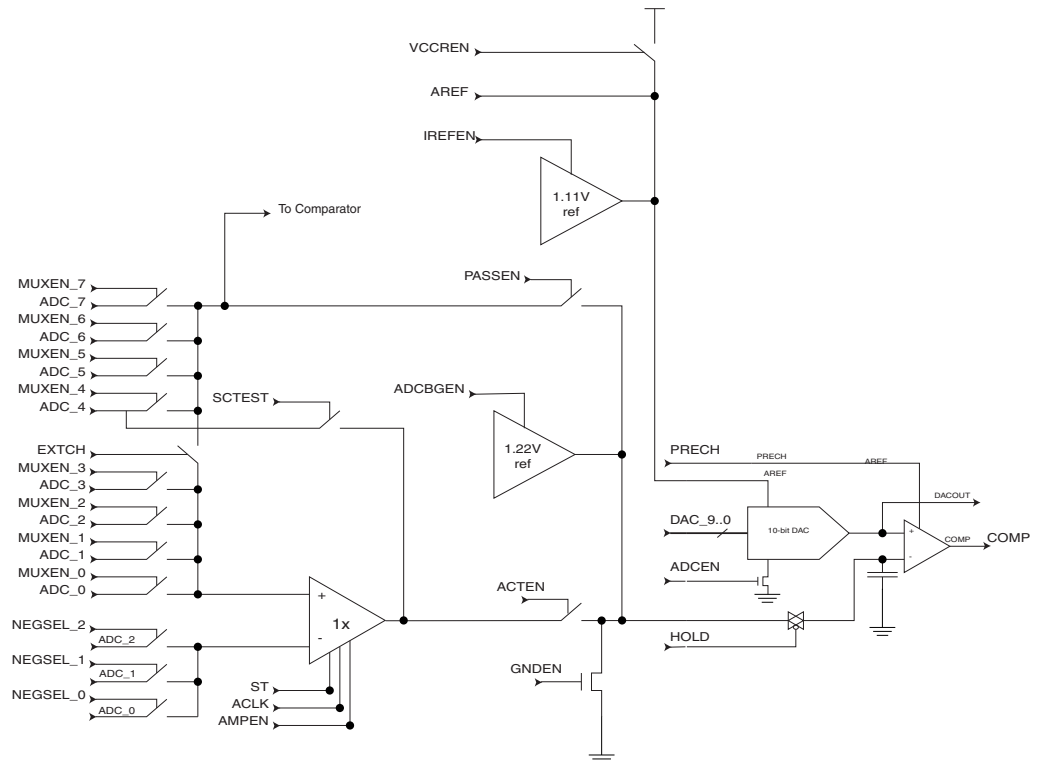 VCCREN
AREF
IREFEN
1.11V
ref
To Comparator
PASSEN
MUXEN_7
ADC_7
MUXEN_6
ADC_6
MUXEN_5
ADC_5
MUXEN_4
ADC_4
SCTEST
ADCBGEN
1.22V
ref
EXTCH
MUXEN_3
ADC_3
MUXEN_2
ADC_2
MUXEN_1
ADC_1
MUXEN_0
ADC_0
PRECH
PRECH
AREF
AREF
DACOUT
DAC_9..0
10-bit DAC
+
-
COMP
COMP
ADCEN
ACTEN
+
1x
-
NEGSEL_2
ADC_2
NEGSEL_1
ADC_1
NEGSEL_0
ADC_0
HOLD
GNDEN
ST
ACLK
AMPEN